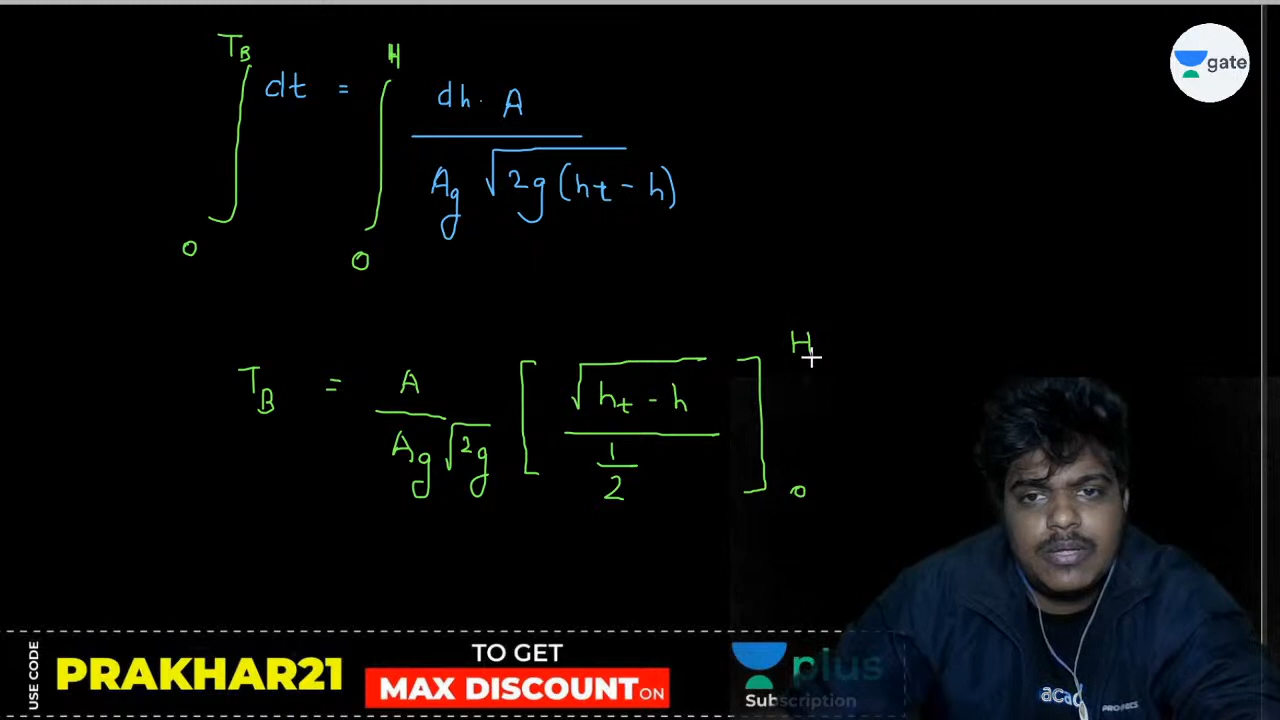 T_B H
∫ dt = ∫ dh. A
A_g √2g(h_t - h)
0 0
T_B = A [ √h_t - h ] H
A_g √2g 1/2 0
gate
USE CODE
PRAKHAR21
TO GET
MAX DISCOUNT ON
plus
Subscription
acad